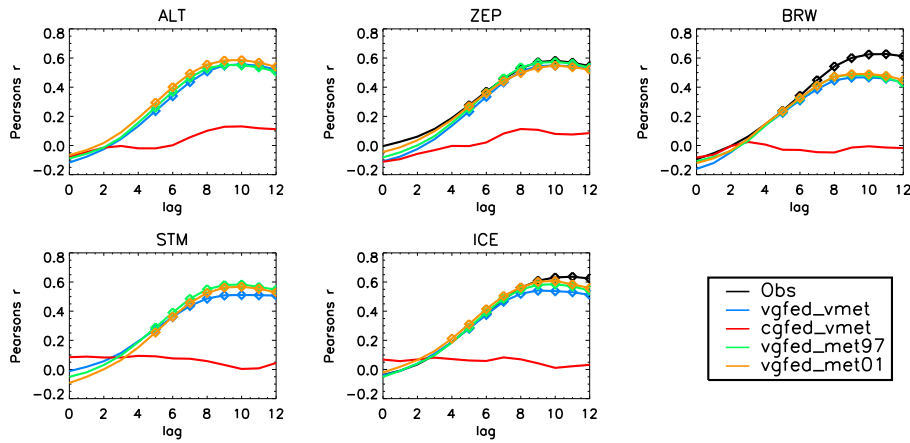 ALT
ZEP
BRW
0.8
0.6
0.4
0.2
0.0
−0.2
Pearsons r
0 2 4 6 8 10 12
lag
0.8
0.6
0.4
0.2
0.0
−0.2
Pearsons r
0 2 4 6 8 10 12
lag
0.8
0.6
0.4
0.2
0.0
−0.2
Pearsons r
0 2 4 6 8 10 12
lag
STM
ICE
0.8
0.6
0.4
0.2
0.0
−0.2
Pearsons r
0 2 4 6 8 10 12
lag
0.8
0.6
0.4
0.2
0.0
−0.2
Pearsons r
0 2 4 6 8 10 12
lag
Obs
vgfed_vmet
cgfed_vmet
vgfed_met97
vgfed_met01